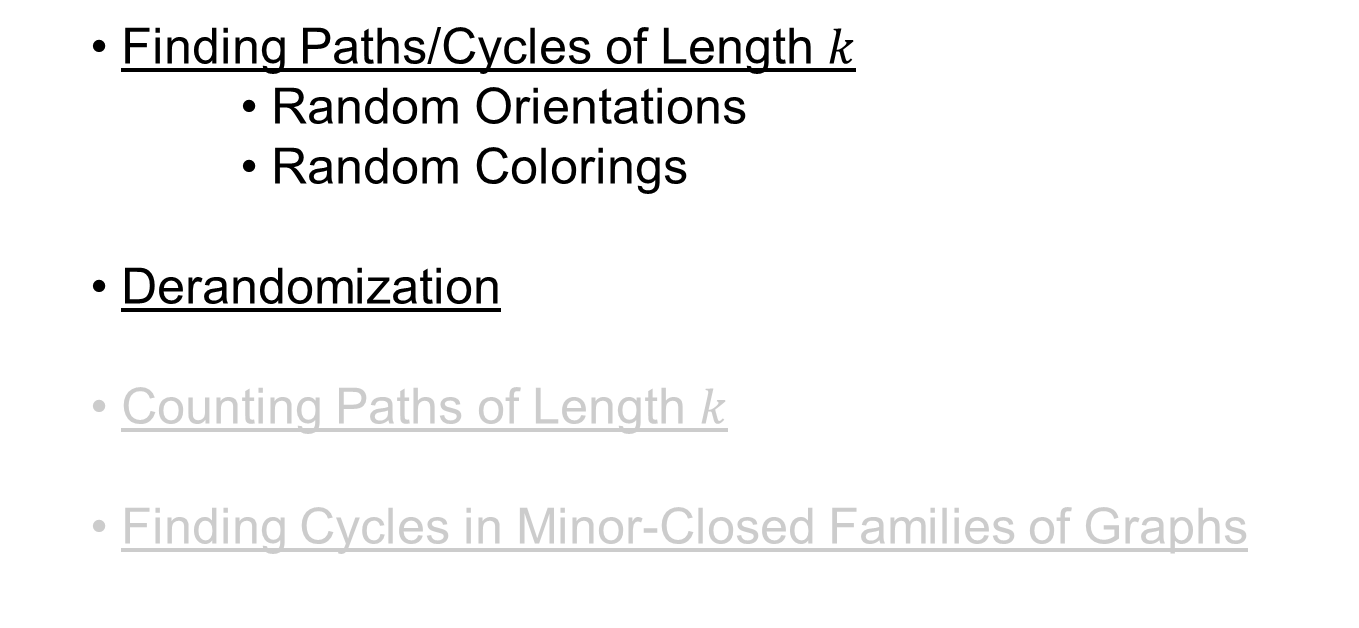 • Finding Paths/Cycles of Length k
• Random Orientations
• Random Colorings
• Derandomization
• Counting Paths of Length k
• Finding Cycles in Minor-Closed Families of Graphs